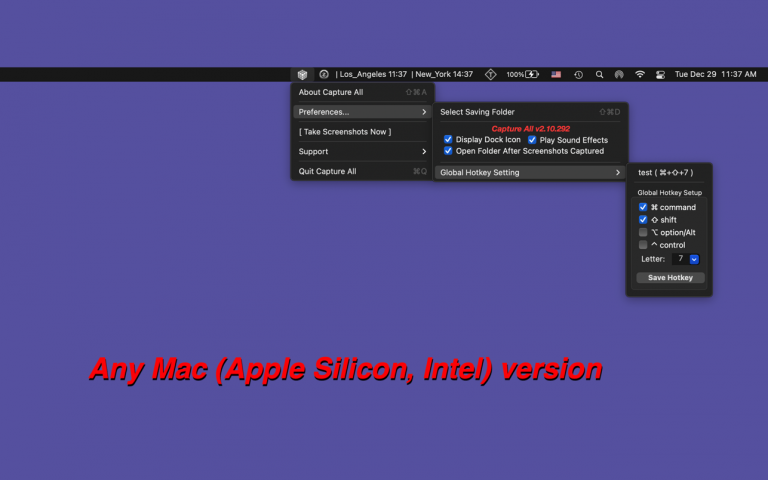 | Los_Angeles 11:37 | New_York 14:37 100% Tue Dec 29 11:37 AM
About Capture All ⇧⌘A
Preferences...
[ Take Screenshots Now ]
Support
Quit Capture All ⌘Q
Select Saving Folder ⇧⌘D
Capture All v2.10.292
Display Dock Icon Play Sound Effects
Open Folder After Screenshots Captured
Global Hotkey Setting
test ( ⌘+⇧+7 )
Global Hotkey Setup
⌘ command
⇧ shift
⌥ option/Alt
^ control
Letter: 7
Save Hotkey
Any Mac (Apple Silicon, Intel) version